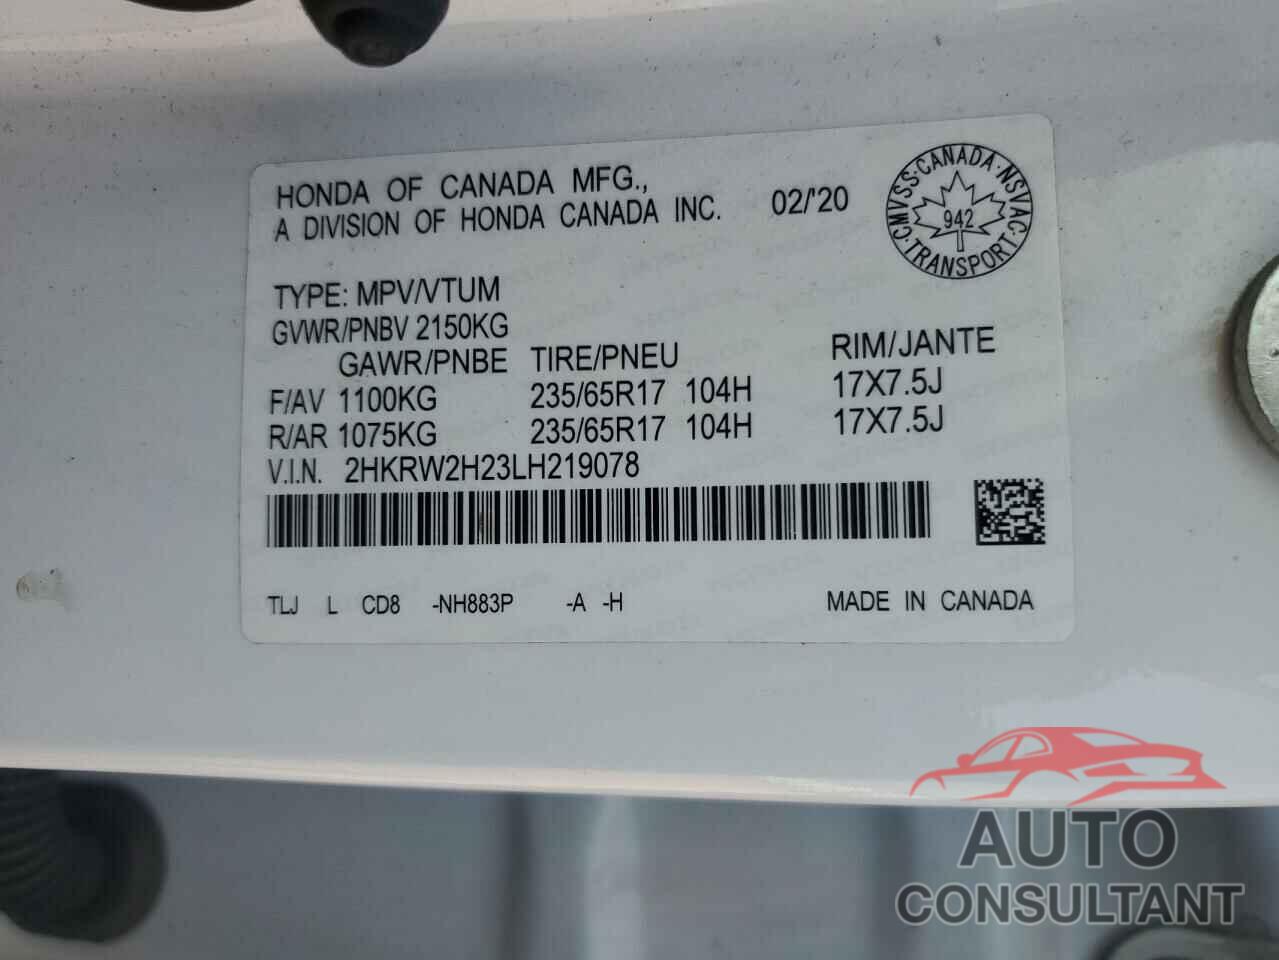 HONDA OF CANADA MFG.,
A DIVISION OF HONDA CANADA INC. 02/'20
CMVSS·CANADA·NSVAC·TRANSPORT·
942
TYPE: MPV/VTUM
GVWR/PNBV 2150KG
GAWR/PNBE TIRE/PNEU RIM/JANTE
F/AV 1100KG 235/65R17 104H 17X7.5J
R/AR 1075KG 235/65R17 104H 17X7.5J
V.I.N. 2HKRW2H23LH219078
TLJ L CD8 -NH883P -A -H MADE IN CANADA
AUTO
CONSULTANT